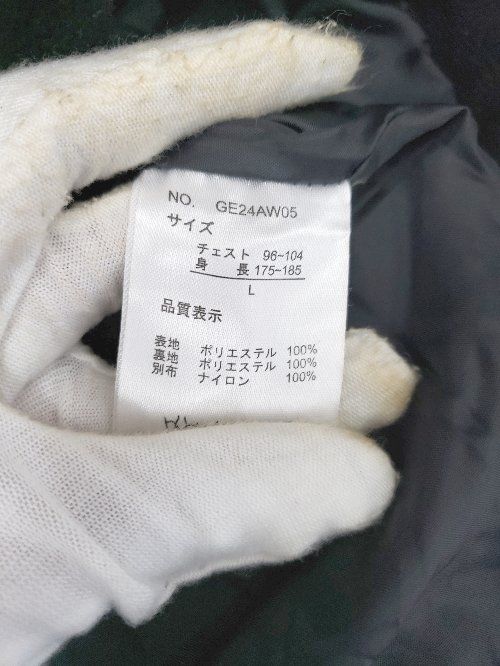 NO. GE24AW05
サイズ
チェスト 96~104
身 長 175~185
L
品質表示
表地 ポリエステル 100%
裏地 ポリエステル 100%
別布 ナイロン 100%